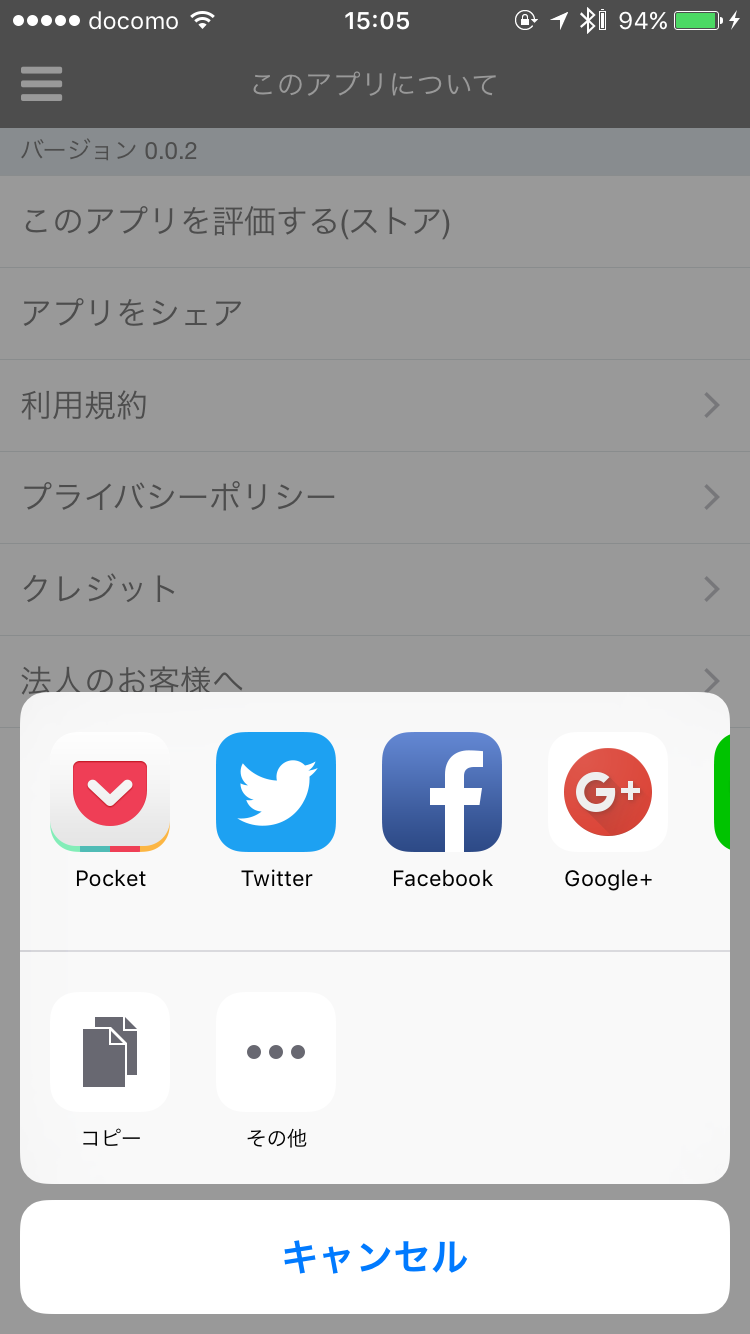 docomo 15:05 94%
このアプリについて
バージョン 0.0.2
このアプリを評価する(ストア)
アプリをシェア
利用規約
プライバシーポリシー
クレジット
法人のお客様へ
Pocket Twitter Facebook Google+
コピー その他
キャンセル